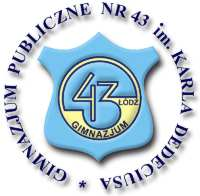 GIMNAZJUM PUBLICZNE NR 43 im. KARLA DEDECIUSA *
43
ŁÓDŹ
GIMNAZJUM